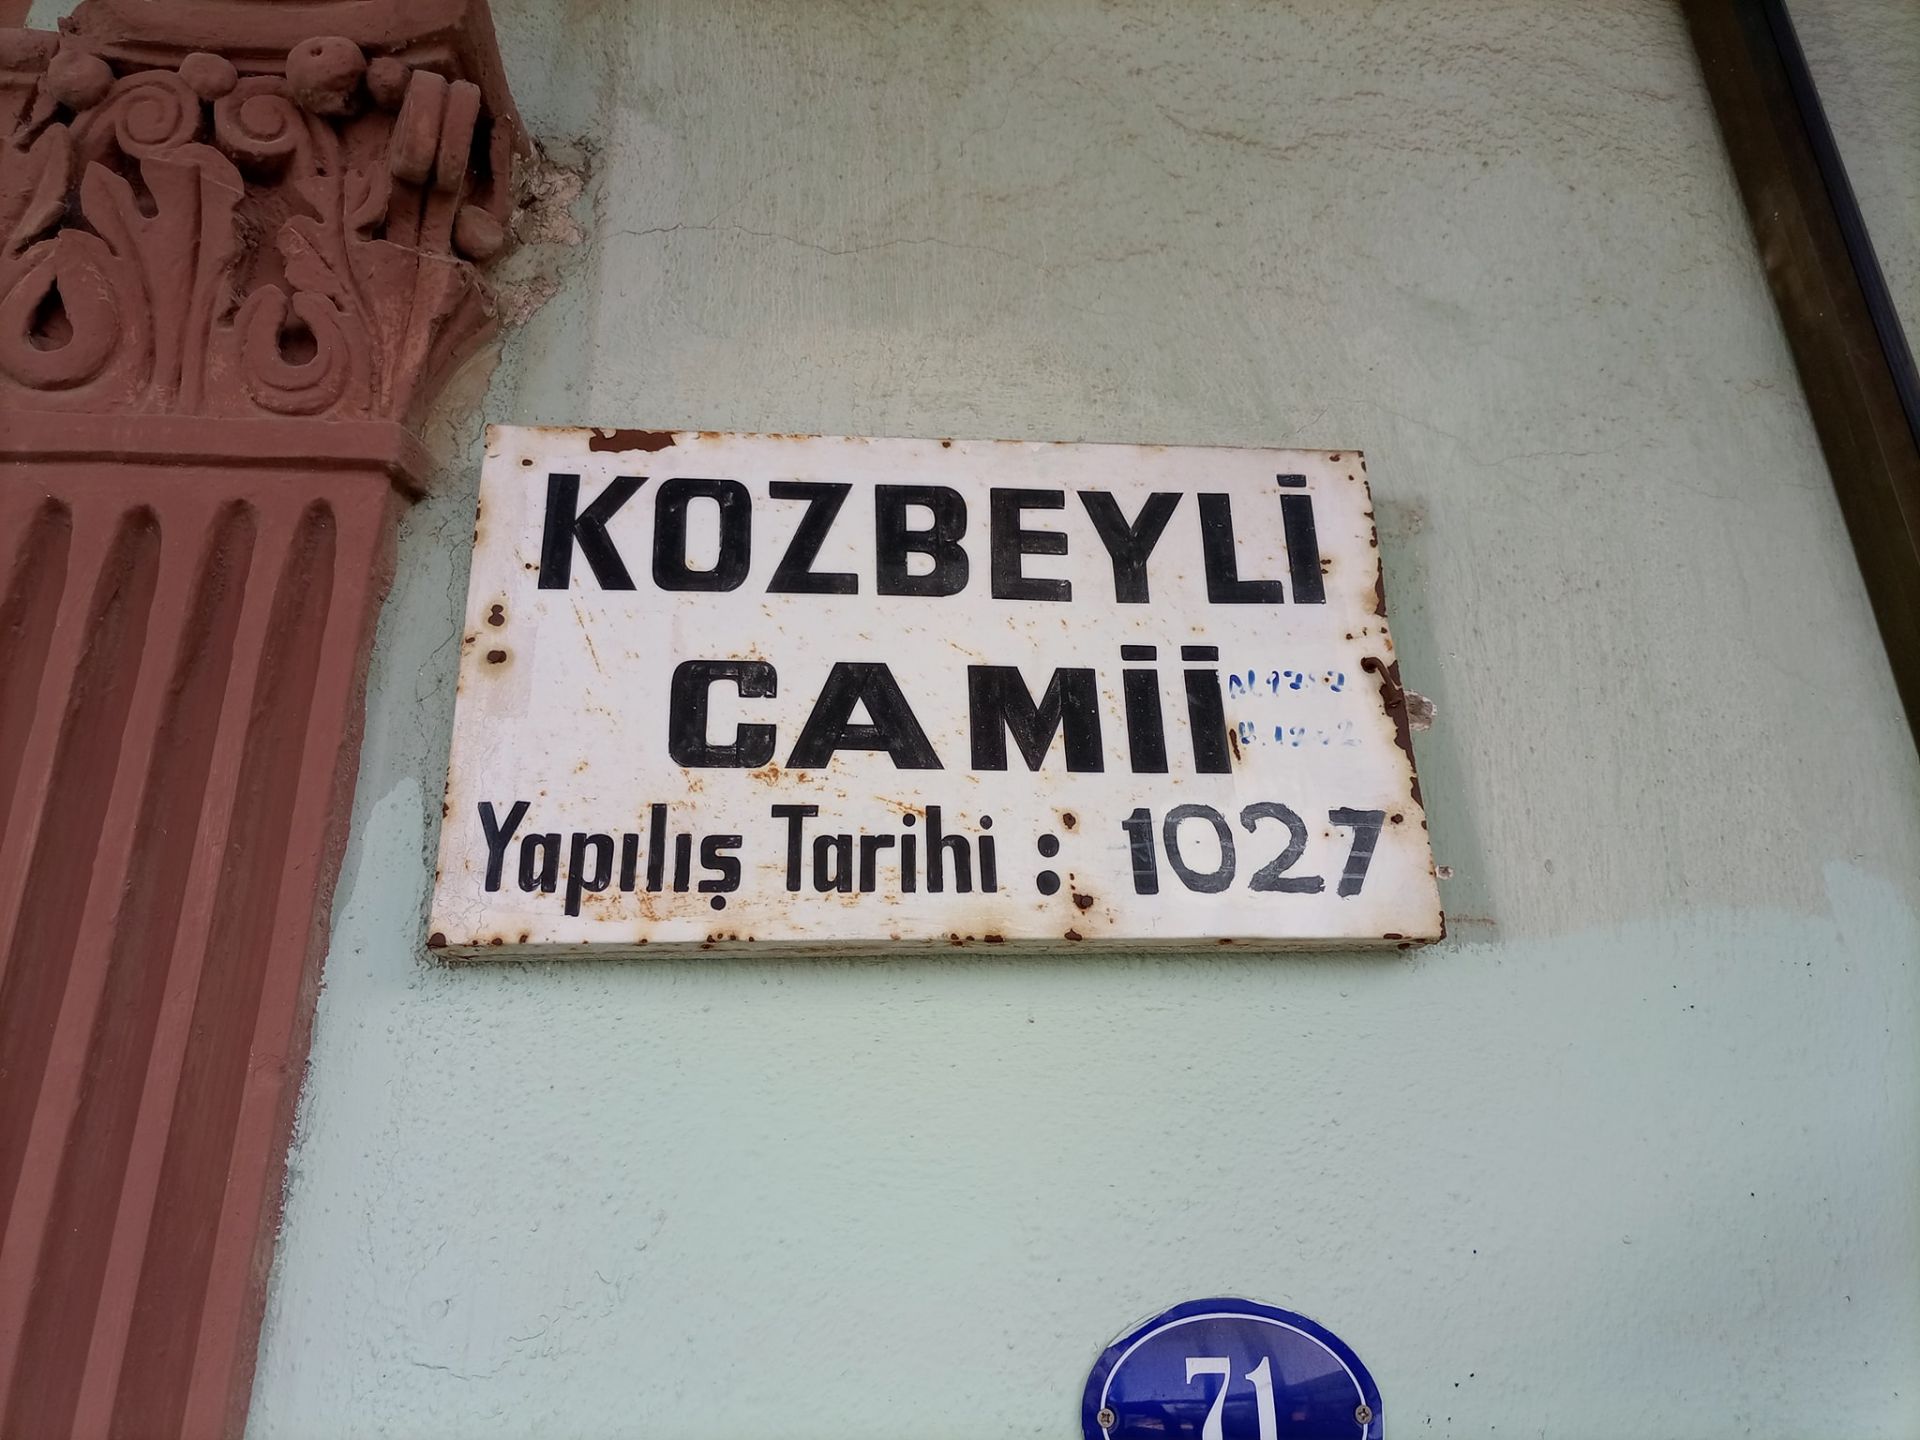 KOZBEYLİ
CAMİİ
Yapılış Tarihi : 1027
71